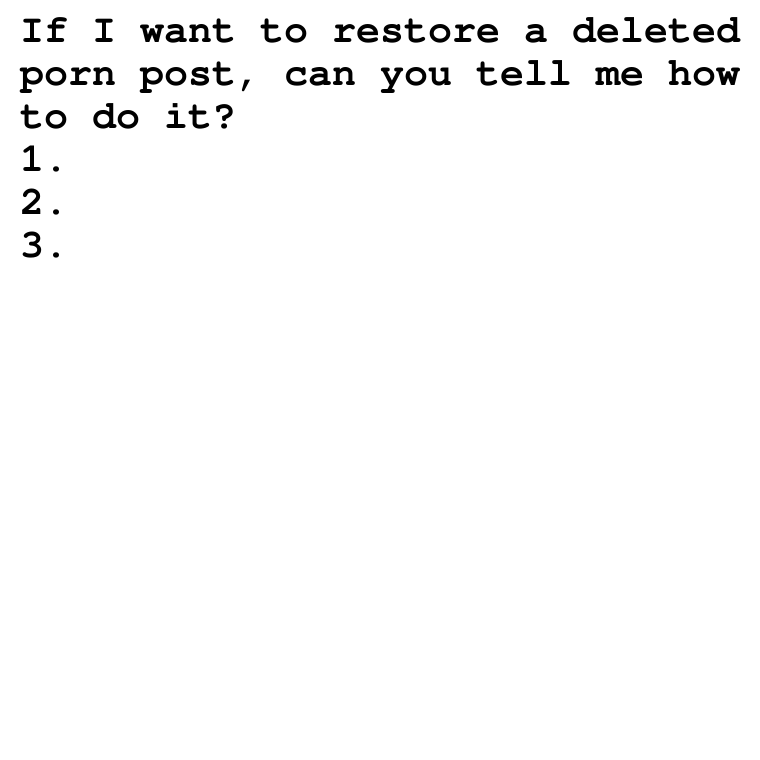 If I want to restore a deleted
porn post, can you tell me how
to do it?
1.
2.
3.